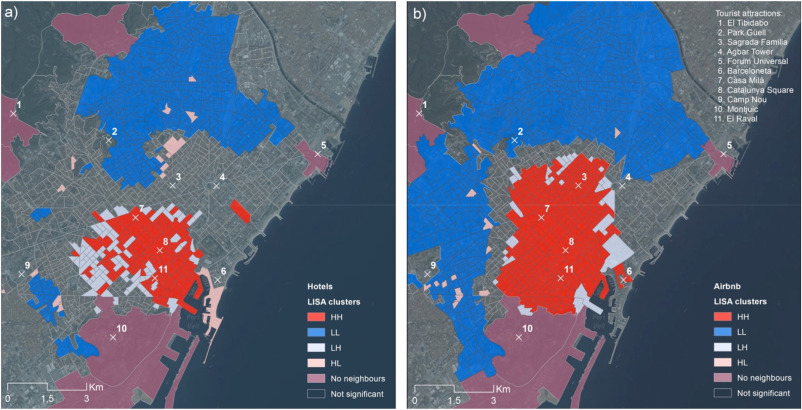 a)
1
2
5
3
4
7
8
9
11
6
10
Hotels
LISA clusters
HH
LL
LH
HL
No neighbours
Not significant
0 1.5 3 Km
b)
Tourist attractions:
1. El Tibidabo
2. Park Güell
3. Sagrada Familia
4. Agbar Tower
5. Forum Universal
6. Barceloneta
7. Casa Milà
8. Catalunya Square
9. Camp Nou
10. Montjuïc
11. El Raval
1
2
5
3
4
7
8
9
11
6
10
Airbnb
LISA clusters
HH
LL
LH
HL
No neighbours
Not significant
0 1.5 3 Km